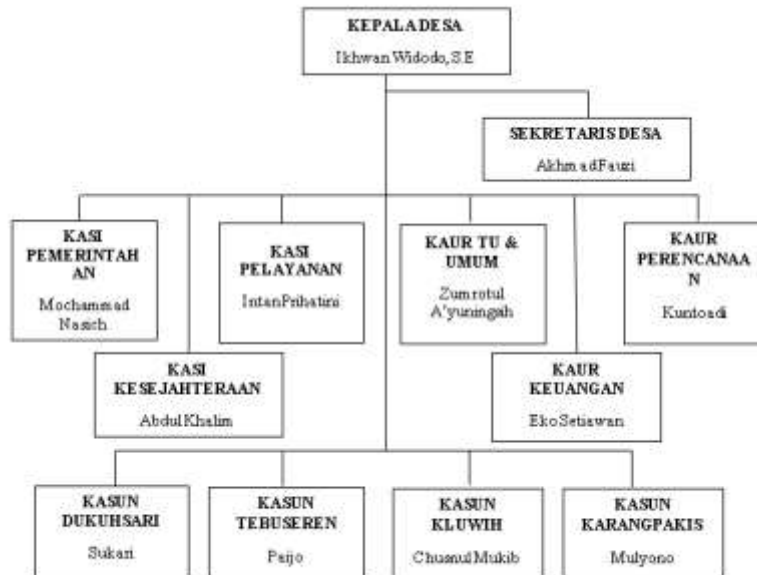 KEPALA DESA
Ikhwan Widodo, S.E
SEKRETARIS DESA
Akhmad Fauzi
KASI
PEMERINTAH
AN
Mochammad
Nasich
KASI
PELAYANAN
Intan Prihatini
KAUR TU &
UMUM
Zumrotul
A'yuningsih
KAUR
PERENCANAA
N
Kuntoadi
KASI
KESEJAHTERAAN
Abdul Khalim
KAUR
KEUANGAN
Eko Setiawan
KASUN
DUKUHSARI
Sukari
KASUN
TEBUSEREN
Paijo
KASUN
KLUWIH
Chusnul Mukib
KASUN
KARANGPAKIS
Mulyono